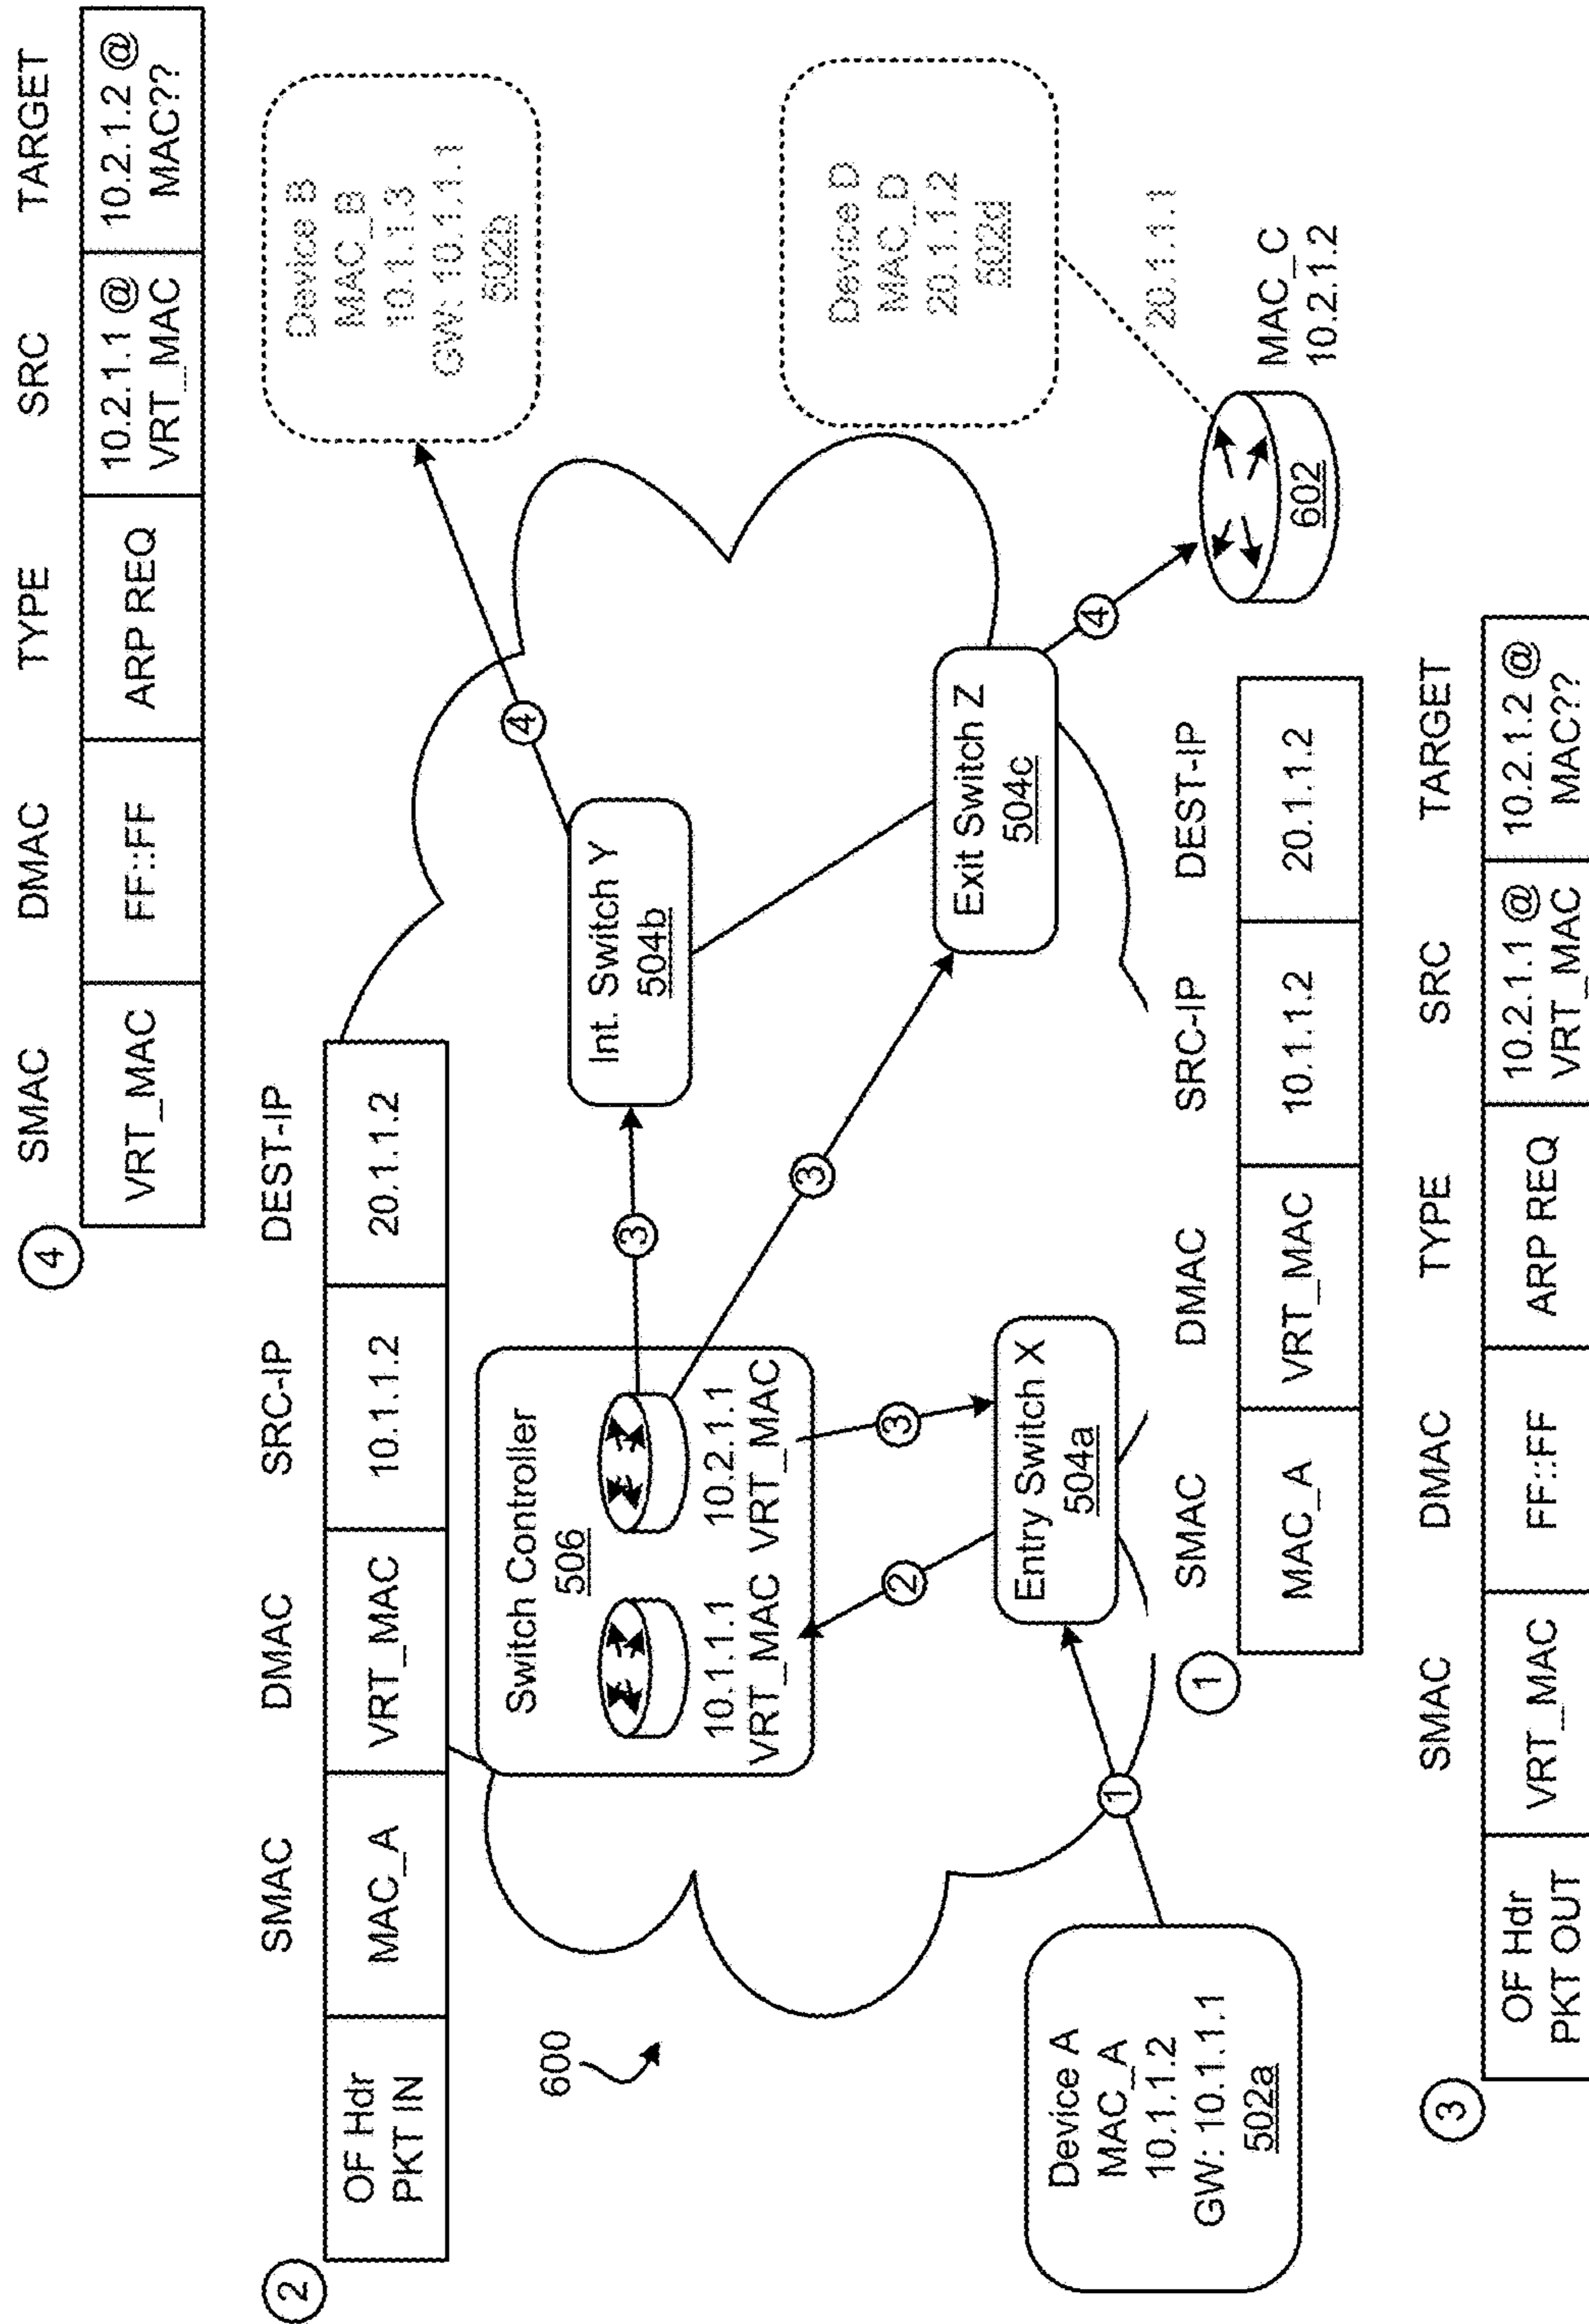 4
SMAC DMAC TYPE SRC TARGET
VRT_MAC FF::FF ARP REQ 10.2.1.1 @ 10.2.1.2 @
VRT_MAC MAC??
2
SMAC DMAC SRC-IP DEST-IP
OF Hdr MAC_A VRT_MAC 10.1.1.2 20.1.1.2
PKT IN
600
Switch Controller
506
10.1.1.1 10.2.1.1
VRT_MAC VRT_MAC
Int. Switch Y
504b
Device B
MAC_B
10.1.1.3
GW: 10.1.1.1
502b
3
4
3
2
3
Entry Switch X
504a
Exit Switch Z
504c
Device D
MAC_D
20.1.1.2
502d
20.1.1.1
4
1
Device A
MAC_A
10.1.1.2
GW: 10.1.1.1
502a
602
MAC_C
10.2.1.2
1
SMAC DMAC SRC-IP DEST-IP
MAC_A VRT_MAC 10.1.1.2 20.1.1.2
3
SMAC DMAC TYPE SRC TARGET
OF Hdr VRT_MAC FF::FF ARP REQ 10.2.1.1 @ 10.2.1.2 @
PKT OUT VRT_MAC MAC??